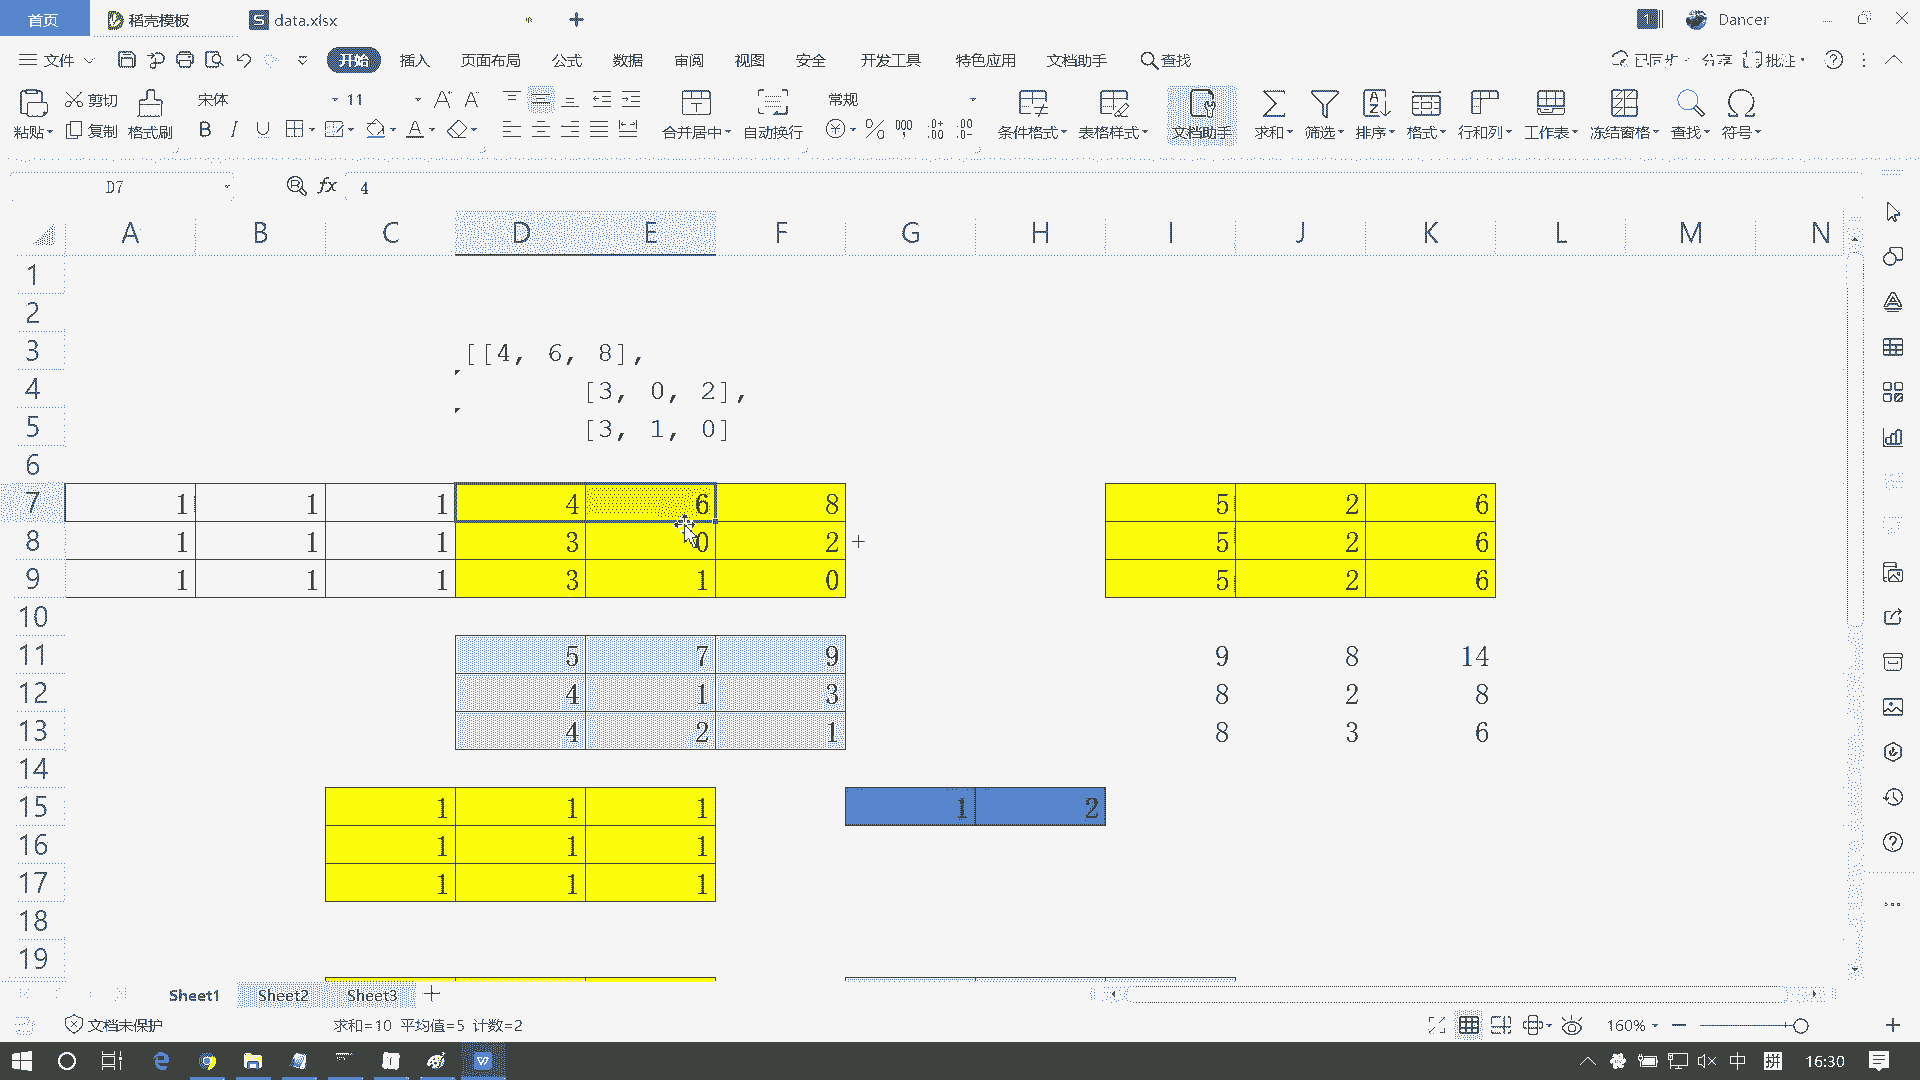 首页 稻壳模板 data.xlsx Dancer
文件 开始 插入 页面布局 公式 数据 审阅 视图 安全 开发工具 特色应用 文档助手 查找 已同步 分享 批注
粘贴 剪切 复制 格式刷 宋体 11 合并居中 自动换行 常规 条件格式 表格样式 文档助手 求和 筛选 排序 格式 行和列 工作表 冻结窗格 查找 符号
D7 fx 4
A B C D E F G H I J K L M N
1
2
3 [[4, 6, 8],
4 [3, 0, 2],
5 [3, 1, 0]
6
7 1 1 1 4 6 8 5 2 6
8 1 1 1 3 0 2 + 5 2 6
9 1 1 1 3 1 0 5 2 6
10
11 5 7 9 9 8 14
12 4 1 3 8 2 8
13 4 2 1 8 3 6
14
15 1 1 1 1 2
16 1 1 1
17 1 1 1
18
19
Sheet1 Sheet2 Sheet3
文档未保护 求和=10 平均值=5 计数=2 160%
中 拼 16:30